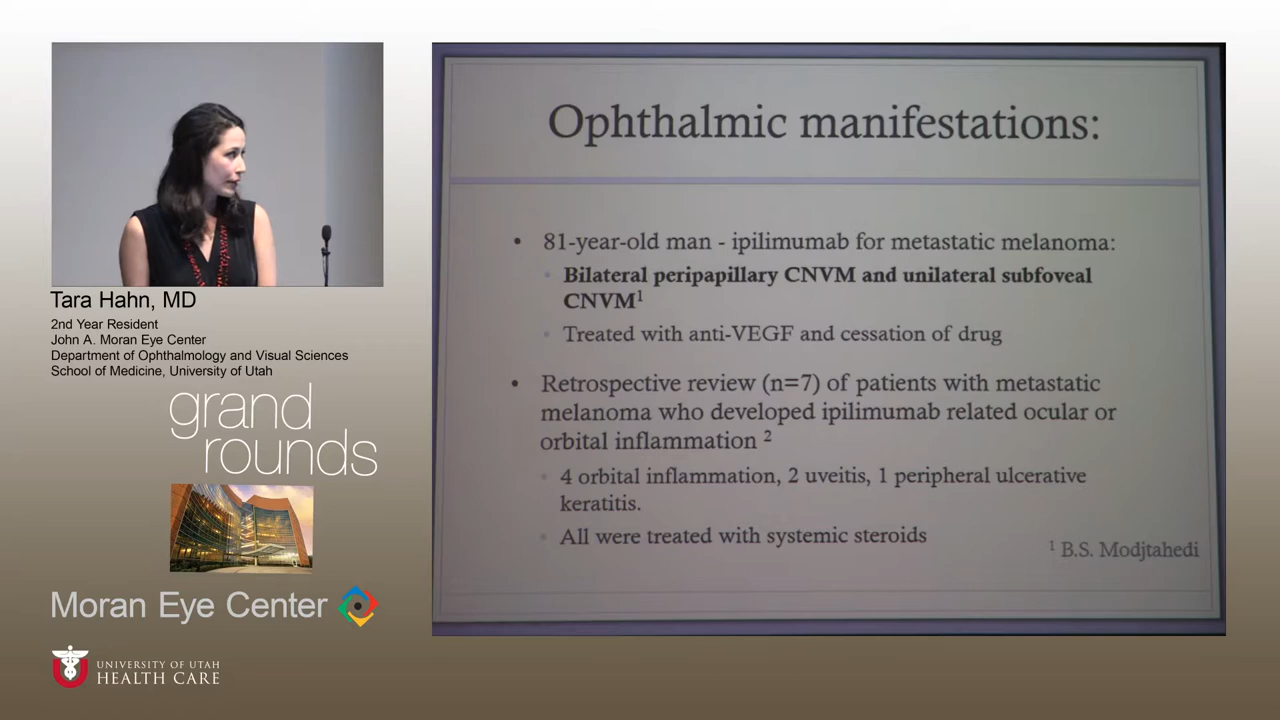 Tara Hahn, MD
2nd Year Resident
John A. Moran Eye Center
Department of Ophthalmology and Visual Sciences
School of Medicine, University of Utah
grand
rounds
Moran Eye Center
UNIVERSITY OF UTAH
HEALTH CARE
Ophthalmic manifestations:
• 81-year-old man - ipilimumab for metastatic melanoma:
• Bilateral peripapillary CNVM and unilateral subfoveal
CNVM¹
• Treated with anti-VEGF and cessation of drug
• Retrospective review (n=7) of patients with metastatic
melanoma who developed ipilimumab related ocular or
orbital inflammation ²
• 4 orbital inflammation, 2 uveitis, 1 peripheral ulcerative
keratitis.
• All were treated with systemic steroids
¹ B.S. Modjtahedi